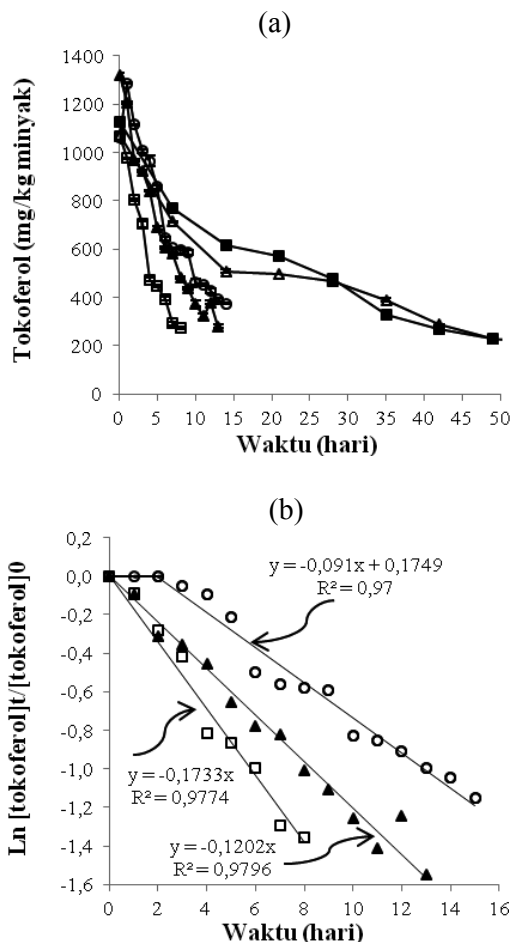 (a)
Tokoferol (mg/kg minyak)
1400
1200
1000
800
600
400
200
0
0 5 10 15 20 25 30 35 40 45 50
Waktu (hari)
(b)
Ln [tokoferol]t/[tokoferol]0
0,2
0,0
-0,2
-0,4
-0,6
-0,8
-1,0
-1,2
-1,4
-1,6
y = -0,091x + 0,1749
R² = 0,97
y = -0,1733x
R² = 0,9774
y = -0,1202x
R² = 0,9796
0 2 4 6 8 10 12 14 16
Waktu (hari)